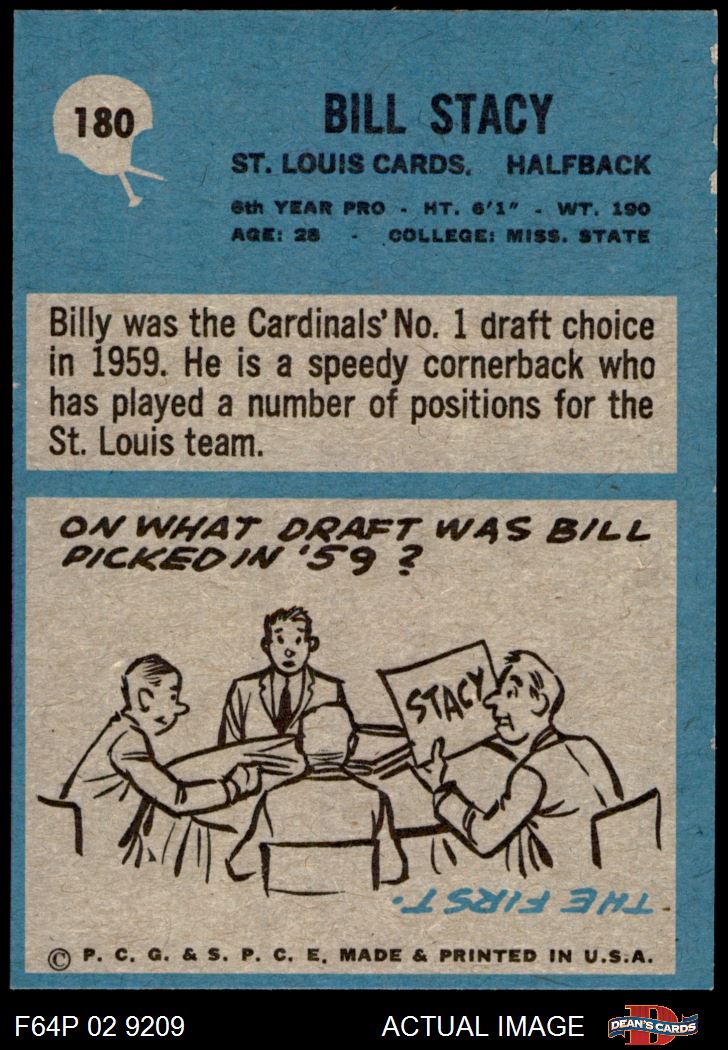 180
BILL STACY
ST. LOUIS CARDS. HALFBACK
6th YEAR PRO - HT. 6'1" - WT. 190
AGE: 28 - COLLEGE: MISS. STATE
Billy was the Cardinals' No. 1 draft choice
in 1959. He is a speedy cornerback who
has played a number of positions for the
St. Louis team.
ON WHAT DRAFT WAS BILL
PICKED IN '59 ?
STACY
THE FIRST.
© P. C. G. & S. P. C. E. MADE & PRINTED IN U.S.A.
F64P 02 9209
ACTUAL IMAGE
D
DEAN'S CARDS